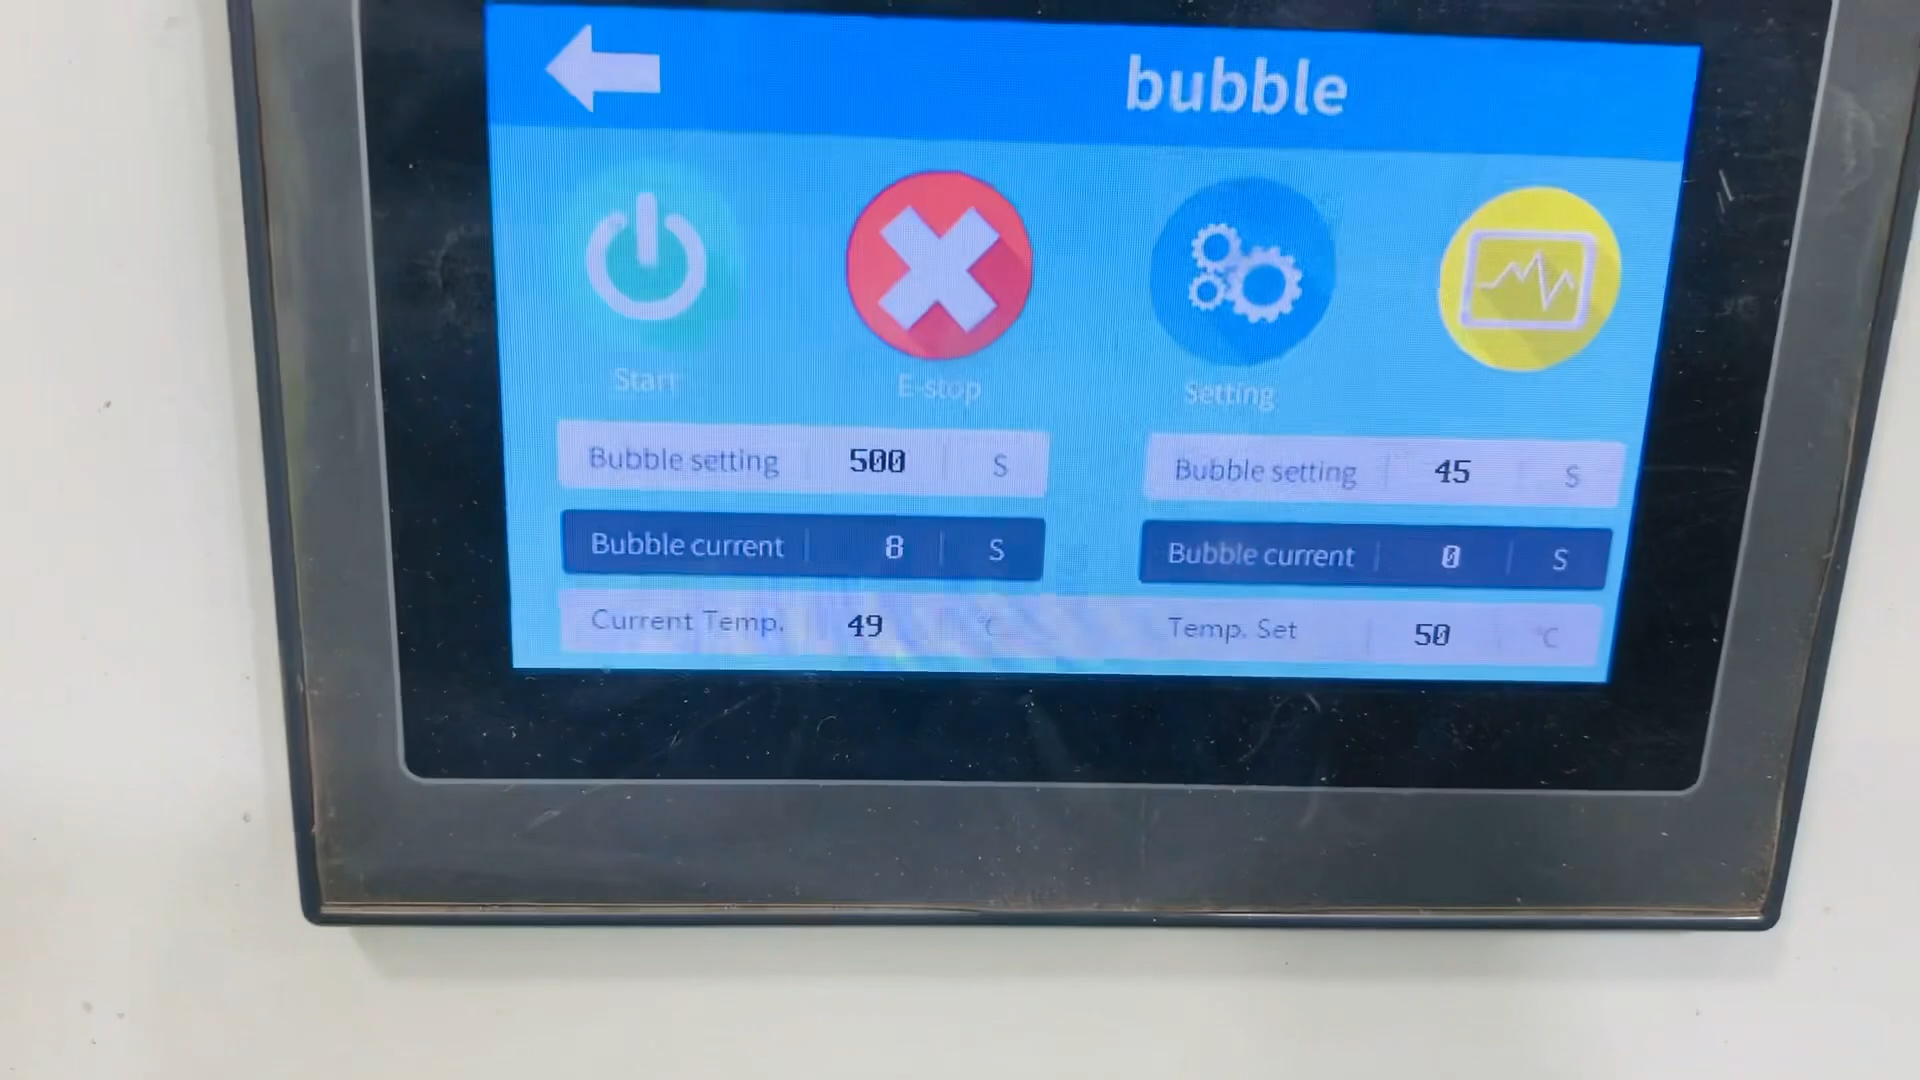 bubble
Start E-stop Setting
Bubble setting 500 S Bubble setting 45 S
Bubble current 8 S Bubble current 0 S
Current Temp. 49 °C Temp. Set 50 °C